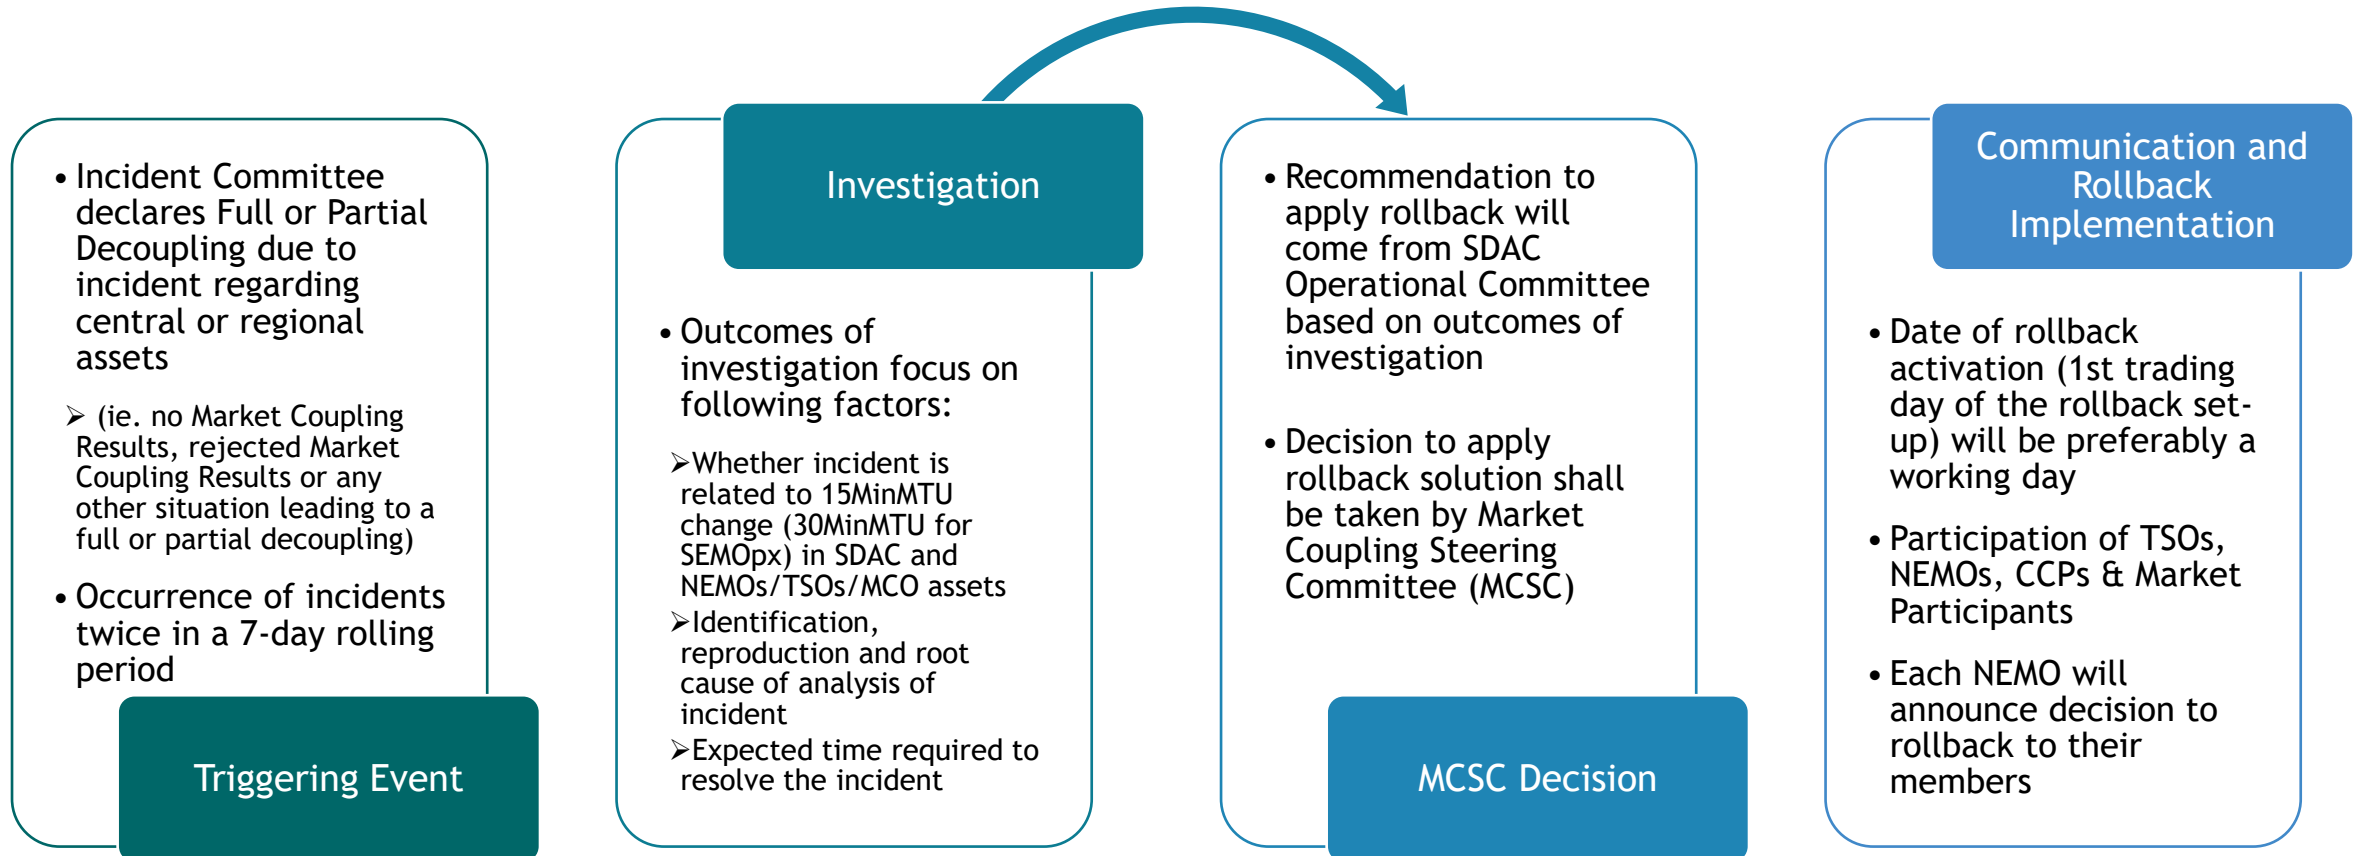 • Incident Committee
declares Full or Partial
Decoupling due to
incident regarding
central or regional
assets
➢ (ie. no Market Coupling
Results, rejected Market
Coupling Results or any
other situation leading to a
full or partial decoupling)
• Occurrence of incidents
twice in a 7-day rolling
period
Triggering Event
Investigation
• Outcomes of
investigation focus on
following factors:
➢Whether incident is
related to 15MinMTU
change (30MinMTU for
SEMOpx) in SDAC and
NEMOs/TSOs/MCO assets
➢Identification,
reproduction and root
cause of analysis of
incident
➢Expected time required to
resolve the incident
• Recommendation to
apply rollback will
come from SDAC
Operational Committee
based on outcomes of
investigation
• Decision to apply
rollback solution shall
be taken by Market
Coupling Steering
Committee (MCSC)
MCSC Decision
Communication and
Rollback
Implementation
• Date of rollback
activation (1st trading
day of the rollback set-
up) will be preferably a
working day
• Participation of TSOs,
NEMOs, CCPs & Market
Participants
• Each NEMO will
announce decision to
rollback to their
members